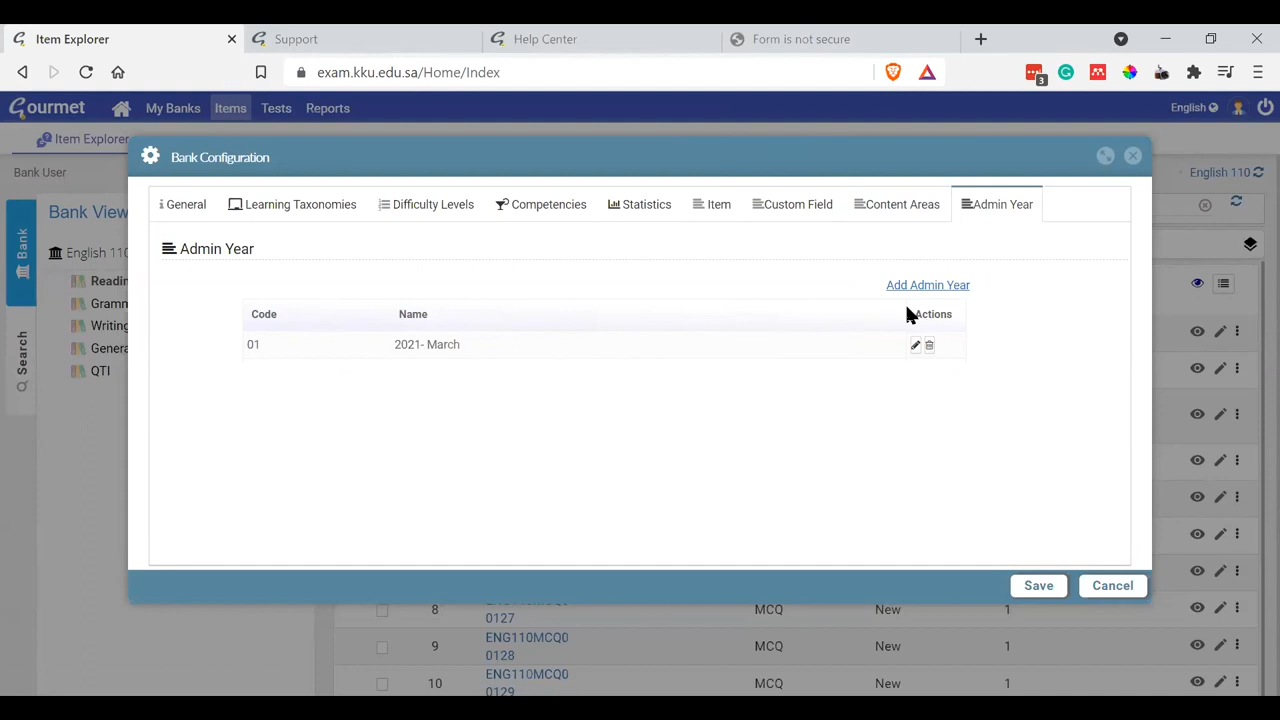 Item Explorer
Support
Help Center
Form is not secure
exam.kku.edu.sa/Home/Index
3
Gourmet
My Banks
Items
Tests
Reports
English
Item Explorer
Bank Configuration
Bank User
English 110
General
Learning Taxonomies
Difficulty Levels
Competencies
Statistics
Item
Custom Field
Content Areas
Admin Year
Bank View
Bank
English 110
Admin Year
Readin
Add Admin Year
Gramm
Code
Name
Actions
Writing
01
2021- March
Genera
Search
QTI
Save
Cancel
8
0127
MCQ
New
1
9
ENG110MCQ0
0128
MCQ
New
1
10
ENG110MCQ0
0129
MCQ
New
1